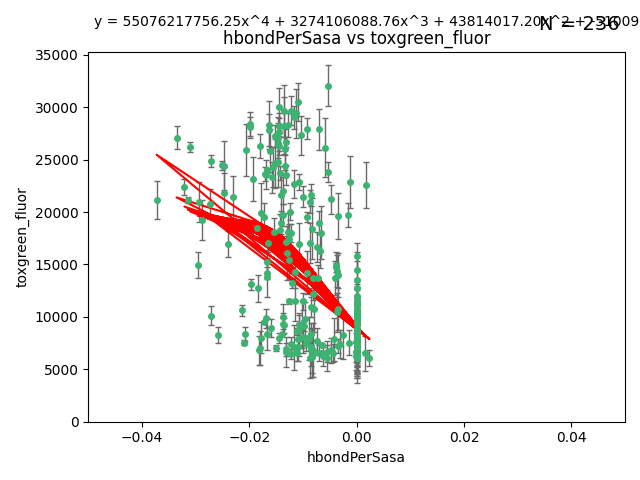 y = 55076217756.25x^4 + 3274106088.76x^3 + 43814017.20x^2 +
N = 236
hbondPerSasa vs toxgreen_fluor
35000
30000
25000
20000
15000
10000
5000
0
toxgreen_fluor
−0.04 −0.02 0.00 0.02 0.04
hbondPerSasa